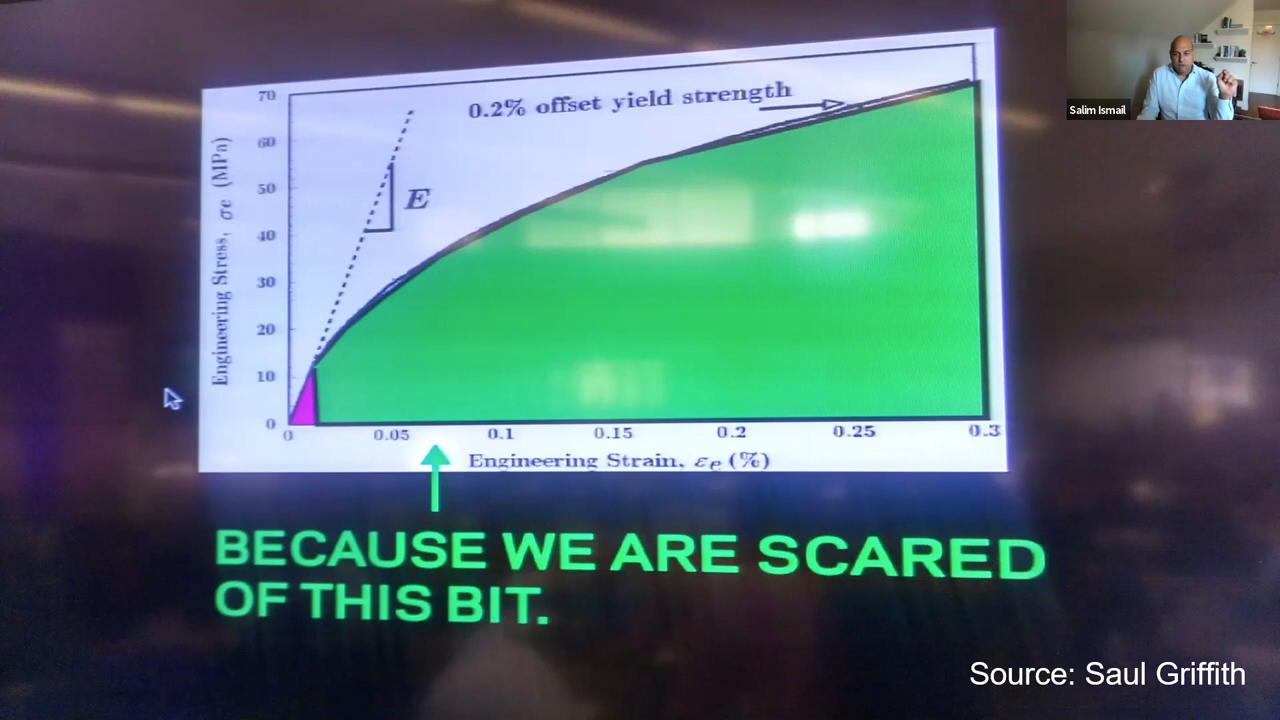 Salim Ismail
0.2% offset yield strength
E
Engineering Stress, σe (MPa)
70
60
50
40
30
20
10
0
0 0.05 0.1 0.15 0.2 0.25 0.3
Engineering Strain, εe (%)
BECAUSE WE ARE SCARED
OF THIS BIT.
Source: Saul Griffith